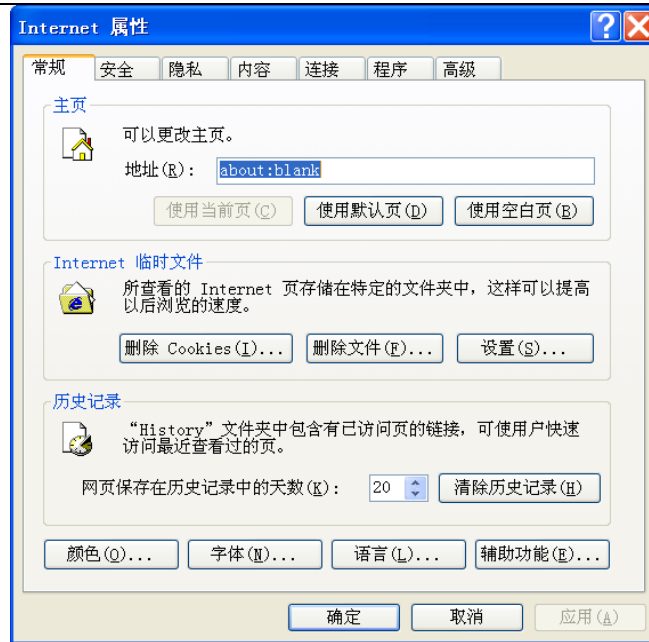 Internet 属性
常规 安全 隐私 内容 连接 程序 高级
主页
可以更改主页。
地址(R): about:blank
使用当前页(C) 使用默认页(D) 使用空白页(B)
Internet 临时文件
所查看的 Internet 页存储在特定的文件夹中，这样可以提高
以后浏览的速度。
删除 Cookies(I)... 删除文件(F)... 设置(S)...
历史记录
“History”文件夹中包含有已访问页的链接，可使用户快速
访问最近查看过的页。
网页保存在历史记录中的天数(K): 20 清除历史记录(H)
颜色(O)... 字体(N)... 语言(L)... 辅助功能(E)...
确定 取消 应用(A)